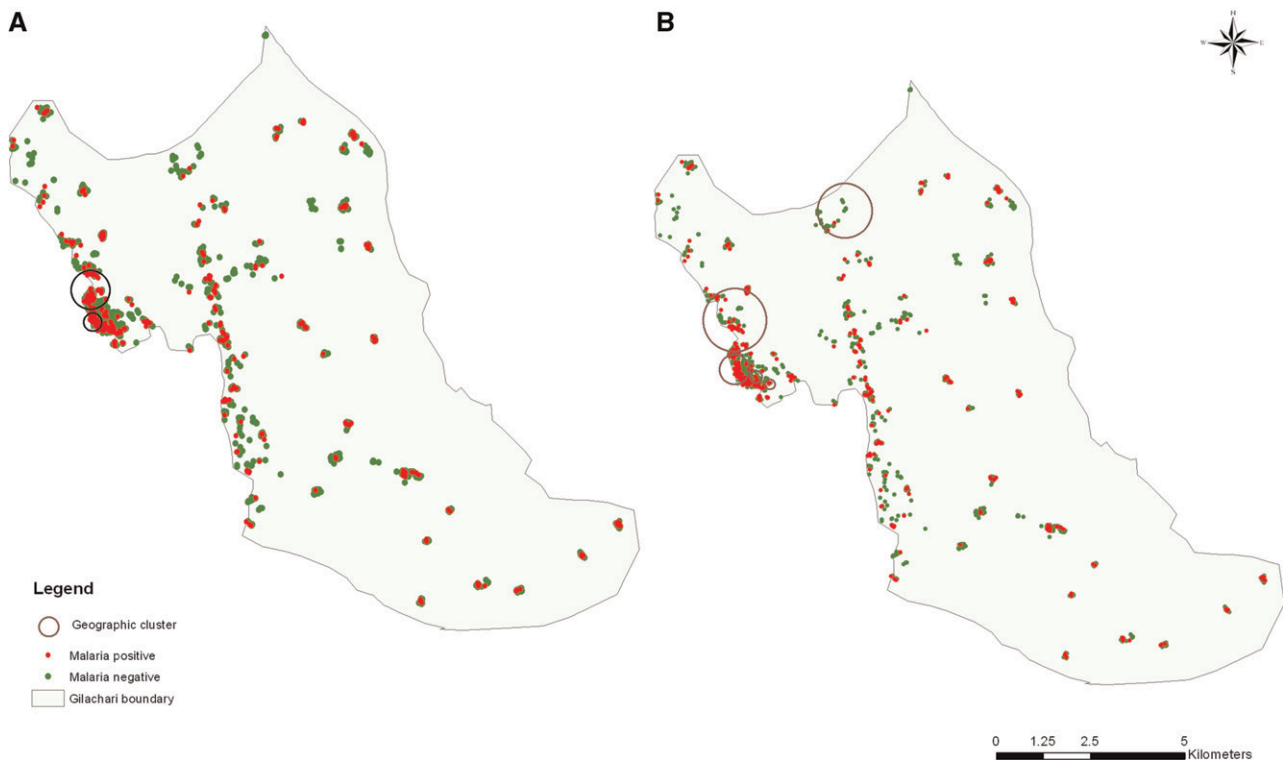 A
B
H
W
E
S
Legend
Geographic cluster
Malaria positive
Malaria negative
Gilachari boundary
0 1.25 2.5 5
Kilometers